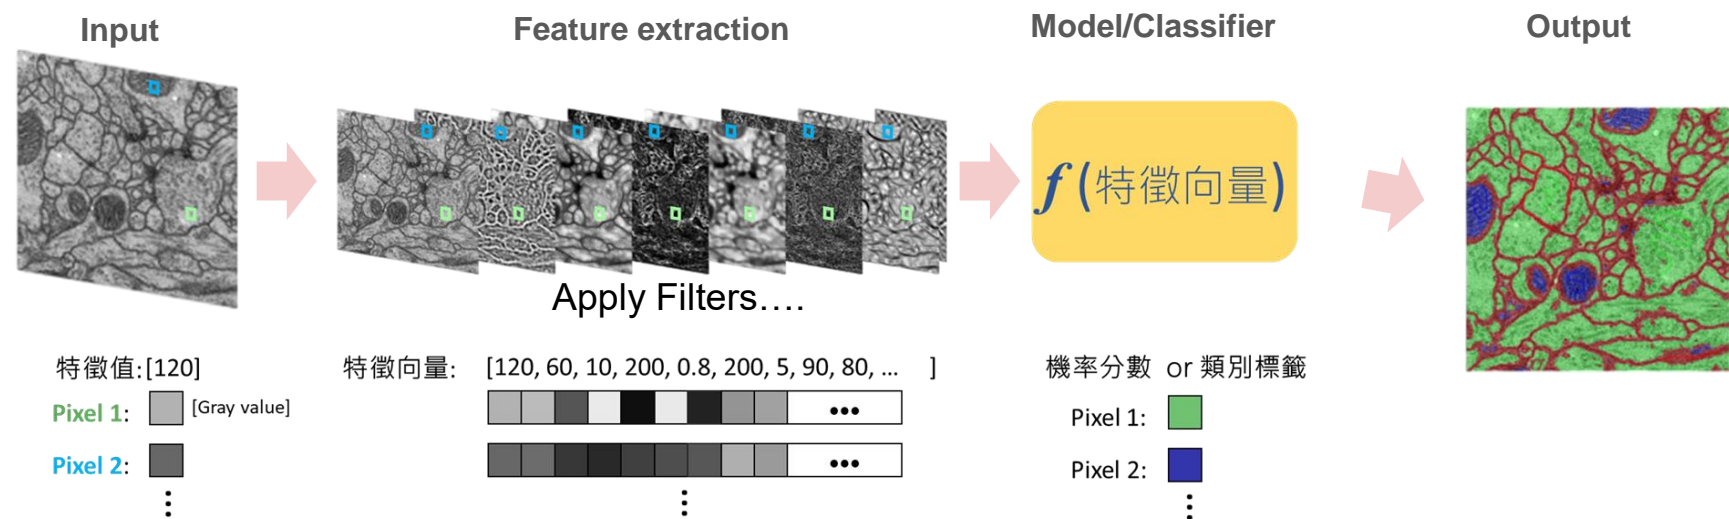 Input
Feature extraction
Model/Classifier
Output
f (特徵向量)
Apply Filters....
特徵值:[120]
Pixel 1: [Gray value]
Pixel 2:
⋮
特徵向量: [120, 60, 10, 200, 0.8, 200, 5, 90, 80, ... ]
•••
•••
⋮
機率分數 or 類別標籤
Pixel 1:
Pixel 2:
⋮